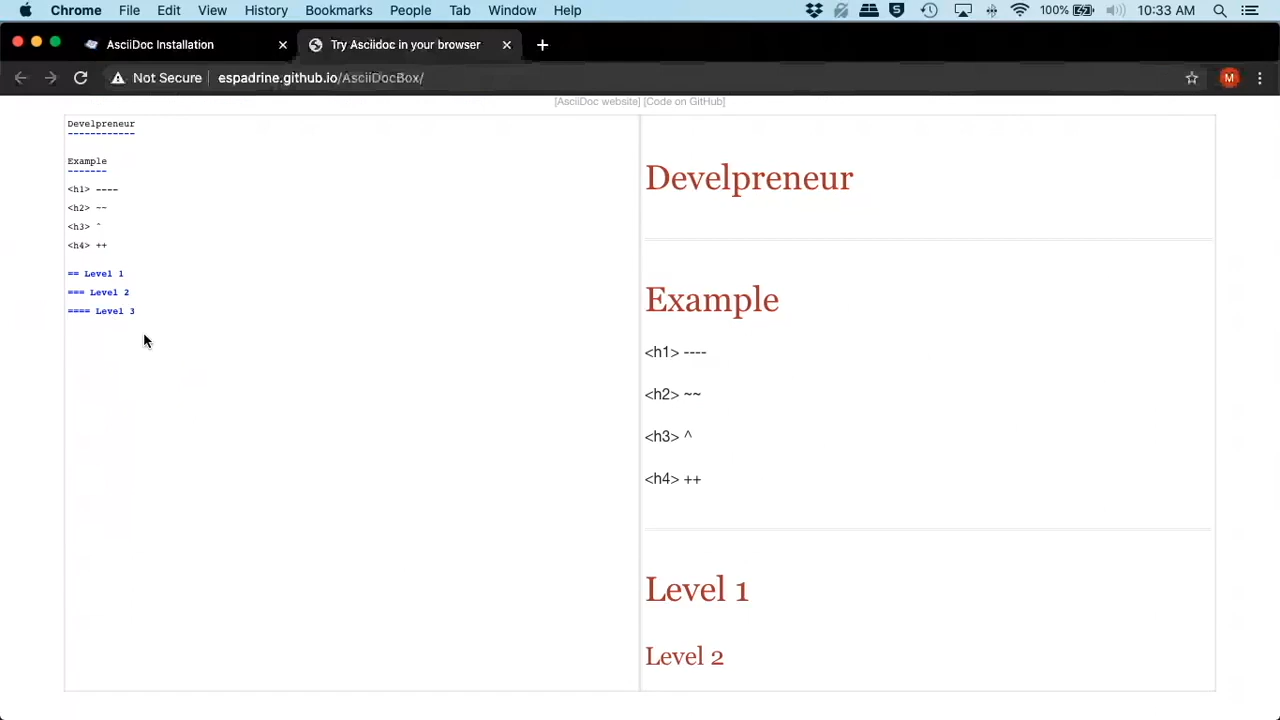 Chrome File Edit View History Bookmarks People Tab Window Help 100% 10:33 AM
AsciiDoc Installation Try Asciidoc in your browser
Not Secure espadrine.github.io/AsciiDocBox/ M
[AsciiDoc website] [Code on GitHub]
Develpreneur
------------
Example
-------
<h1> ----
<h2> ~~
<h3> ^
<h4> ++
== Level 1
=== Level 2
==== Level 3
Develpreneur
Example
<h1> ----
<h2> ~~
<h3> ^
<h4> ++
Level 1
Level 2